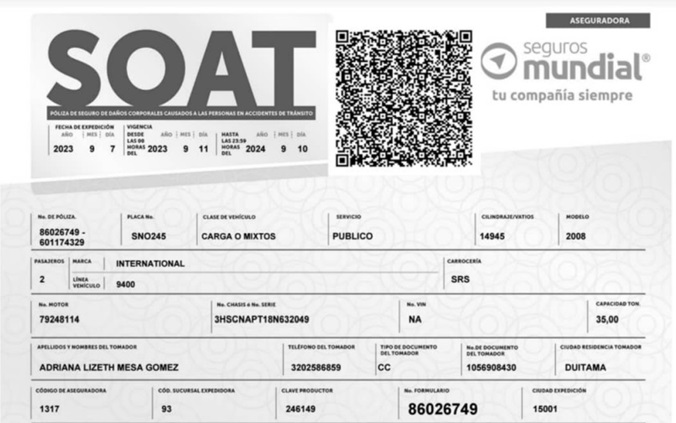 ASEGURADORA
SOAT
seguros
mundial®
tu compañía siempre
PÓLIZA DE SEGURO DE DAÑOS CORPORALES CAUSADOS A LAS PERSONAS EN ACCIDENTES DE TRÁNSITO
FECHA DE EXPEDICIÓN VIGENCIA
AÑO MES DÍA DESDE LAS 00 HORAS DEL AÑO MES DÍA HASTA LAS 23:59 HORAS DEL AÑO MES DÍA
2023 9 7 2023 9 11 2024 9 10
No. DE PÓLIZA. PLACA No. CLASE DE VEHÍCULO SERVICIO CILINDRAJE/VATIOS MODELO
86026749 - 601174329 SNO245 CARGA O MIXTOS PUBLICO 14945 2008
PASAJEROS MARCA INTERNATIONAL CARROCERÍA
2 LÍNEA VEHÍCULO 9400 SRS
No. MOTOR No. CHASIS ó No. SERIE No. VIN CAPACIDAD TON.
79248114 3HSCNAPT18N632049 NA 35,00
APELLIDOS Y NOMBRES DEL TOMADOR TELÉFONO DEL TOMADOR TIPO DE DOCUMENTO DEL TOMADOR No.DE DOCUMENTO DEL TOMADOR CIUDAD RESIDENCIA TOMADOR
ADRIANA LIZETH MESA GOMEZ 3202586859 CC 1056908430 DUITAMA
CÓDIGO DE ASEGURADORA CÓD. SUCURSAL EXPEDIDORA CLAVE PRODUCTOR No. FORMULARIO CIUDAD EXPEDICIÓN
1317 93 246149 86026749 15001